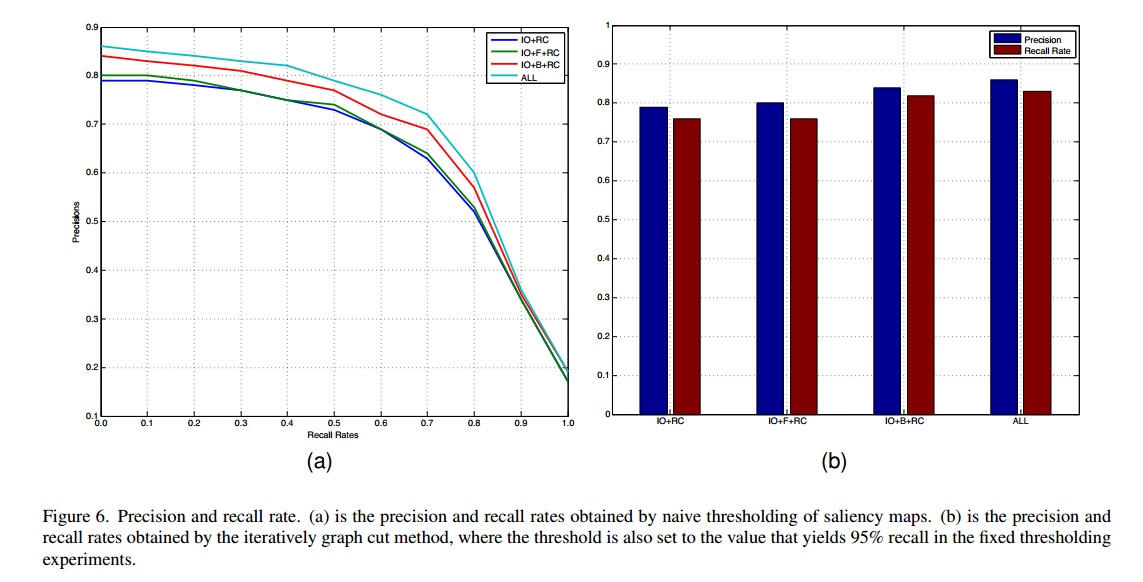 0.9
0.8
0.7
0.6
0.5
0.4
0.3
0.2
0.1
Precisions
0.0 0.1 0.2 0.3 0.4 0.5 0.6 0.7 0.8 0.9 1.0
Recall Rates
IO+RC
IO+F+RC
IO+B+RC
ALL
(a)
1
0.9
0.8
0.7
0.6
0.5
0.4
0.3
0.2
0.1
0
IO+RC IO+F+RC IO+B+RC ALL
Precision
Recall Rate
(b)
Figure 6. Precision and recall rate. (a) is the precision and recall rates obtained by naive thresholding of saliency maps. (b) is the precision and
recall rates obtained by the iteratively graph cut method, where the threshold is also set to the value that yields 95% recall in the fixed thresholding
experiments.